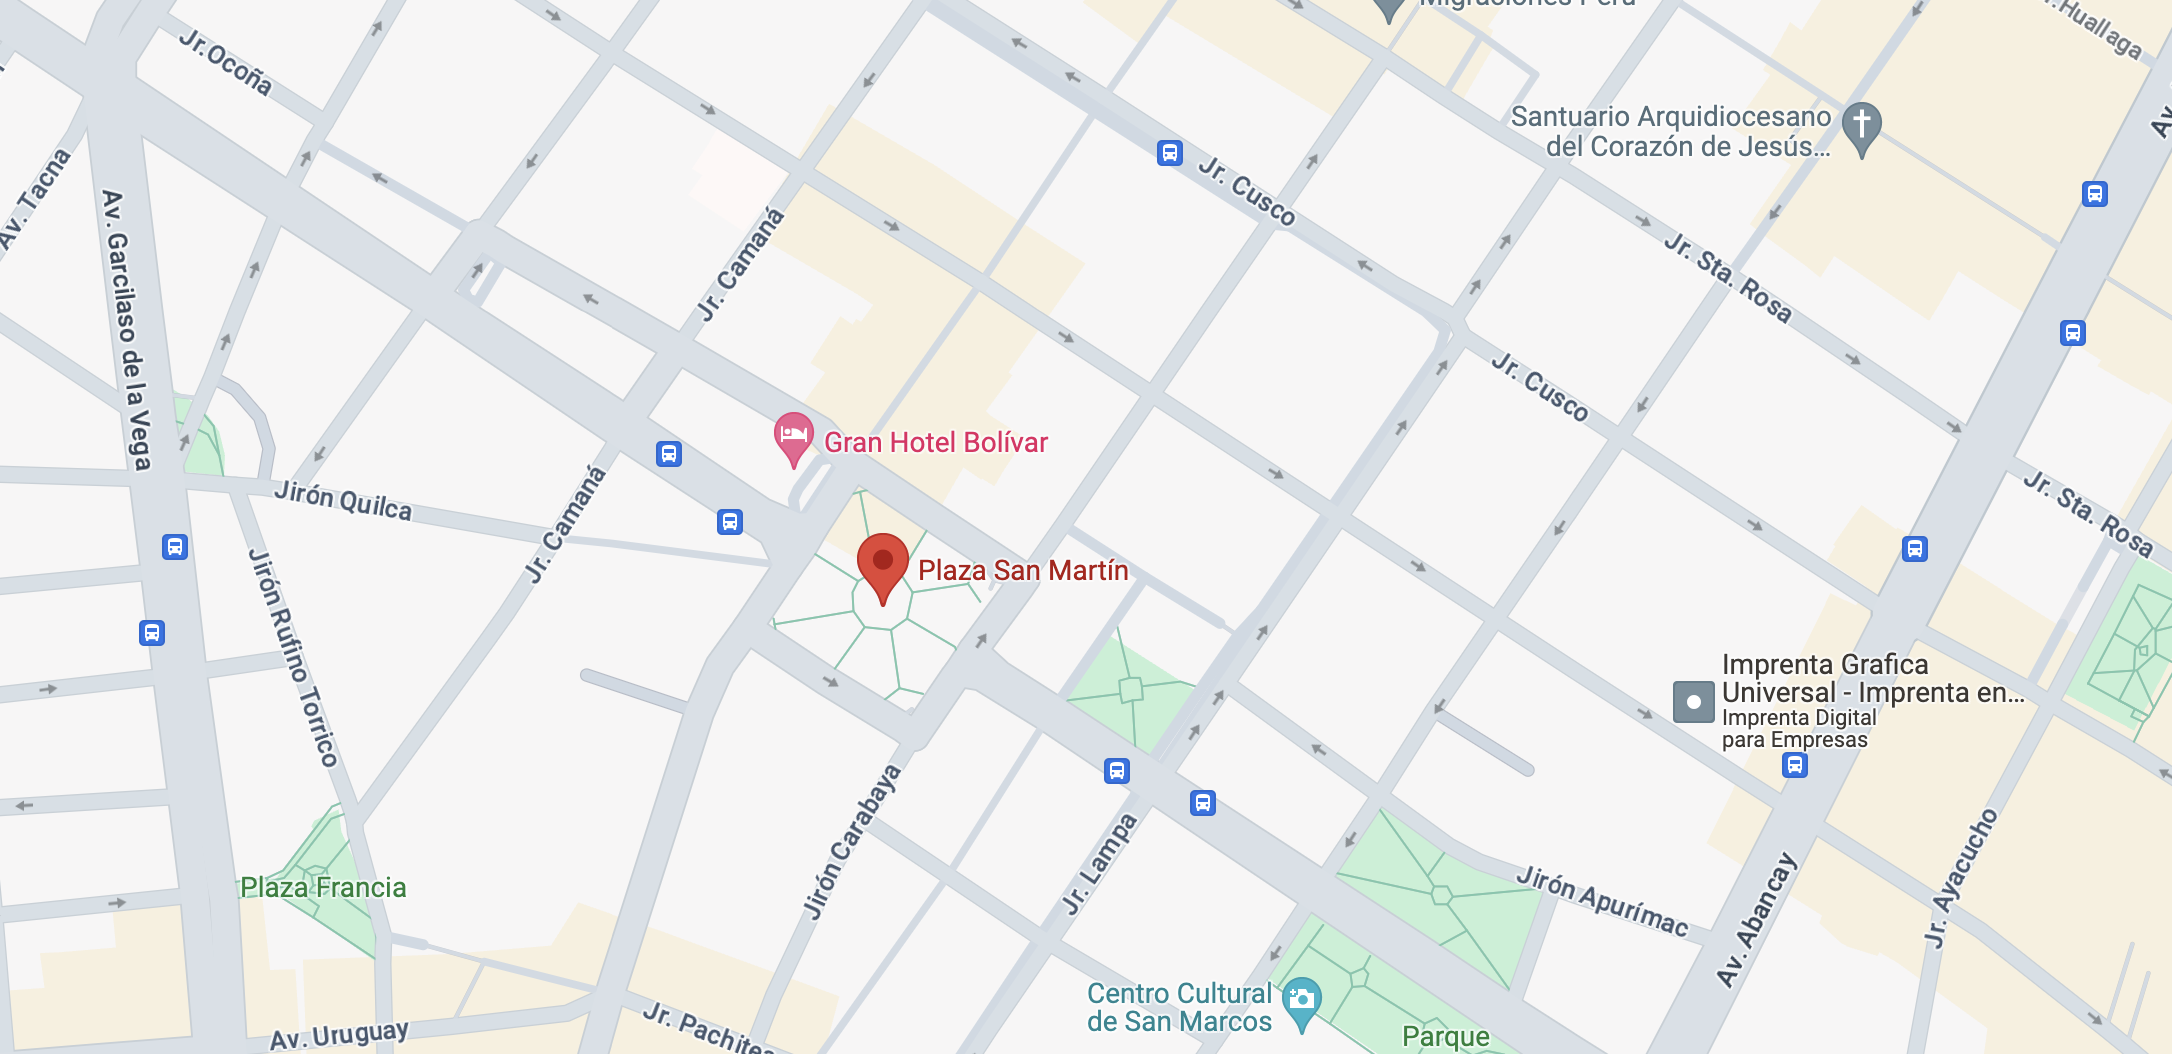 Migraciones Perú
Jr. Huallaga
Jr. Ocoña
Santuario Arquidiocesano
del Corazón de Jesús...
Av.
Av. Tacna
Jr. Cusco
Av. Garcilaso de la Vega
Jr. Camaná
Jr. Sta. Rosa
Jr. Cusco
Gran Hotel Bolívar
Jirón Quilca
Jr. Camaná
Jr. Sta. Rosa
Plaza San Martín
Jirón Rufino Torrico
Imprenta Grafica
Universal - Imprenta en...
Imprenta Digital
para Empresas
Jirón Carabaya
Jr. Lampa
Jr. Ayacucho
Plaza Francia
Jirón Apurímac
Av. Abancay
Centro Cultural
de San Marcos
Av. Uruguay
Jr. Pachitea
Parque